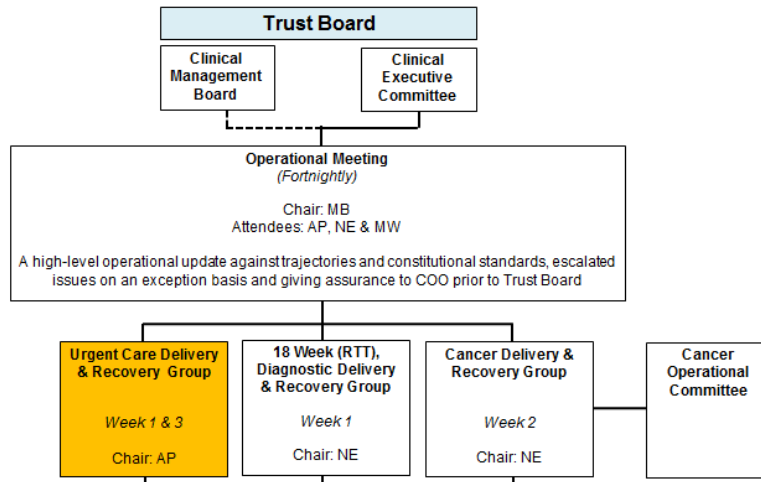 Trust Board
Clinical
Management
Board
Clinical
Executive
Committee
Operational Meeting
(Fortnightly)
Chair: MB
Attendees: AP, NE & MW
A high-level operational update against trajectories and constitutional standards, escalated
issues on an exception basis and giving assurance to COO prior to Trust Board
Urgent Care Delivery
& Recovery Group
Week 1 & 3
Chair: AP
18 Week (RTT),
Diagnostic Delivery
& Recovery Group
Week 1
Chair: NE
Cancer Delivery &
Recovery Group
Week 2
Chair: NE
Cancer
Operational
Committee